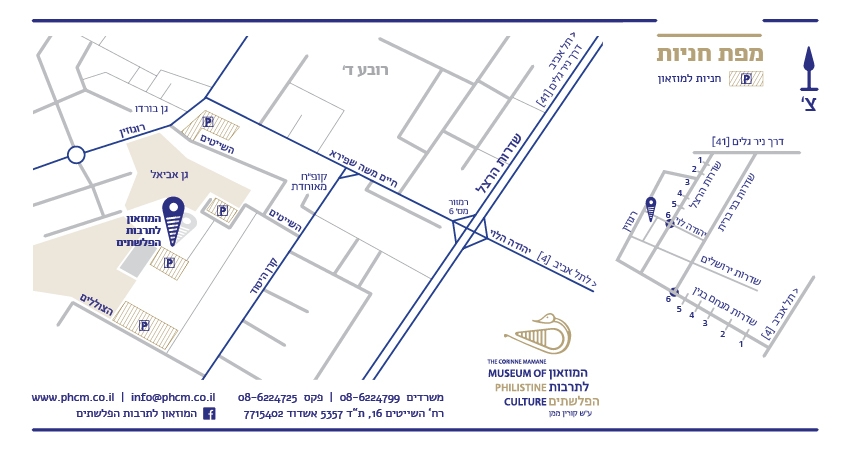 מפת חניות
חניות למוזאון
P
צ'
רובע ד'
< תל אביב
דרך ניר גלים [41]
שדרות הרצל
גן בורדו
רוגוזין
P
השייטים
גן אביאל
קופ"ח
מאוחדת
חיים משה שפירא
רמזור
מס' 6
המוזאון
לתרבות
הפלשתים
P
השייטים
P
קרן היסוד
יהודה הלוי
[4] לתל אביב >
הצוללים
P
דרך ניר גלים [41]
1
2
3
4
5
6
שדרות הרצל
שדרות בני ברית
רוגוזין
יהודה לוי
שדרות ירושלים
שדרות מנחם בגין
6
5
4
3
2
1
[4] תל אביב >
THE CORINNE MAMANE
MUSEUM OF המוזאון
PHILISTINE לתרבות
CULTURE הפלשתים
ע"ש קורין ממן
משרדים 08-6224799 | פקס 08-6224725
רח' השייטים 16, ת"ד 5357 אשדוד 7715402
www.phcm.co.il | info@phcm.co.il
המוזאון לתרבות הפלשתים